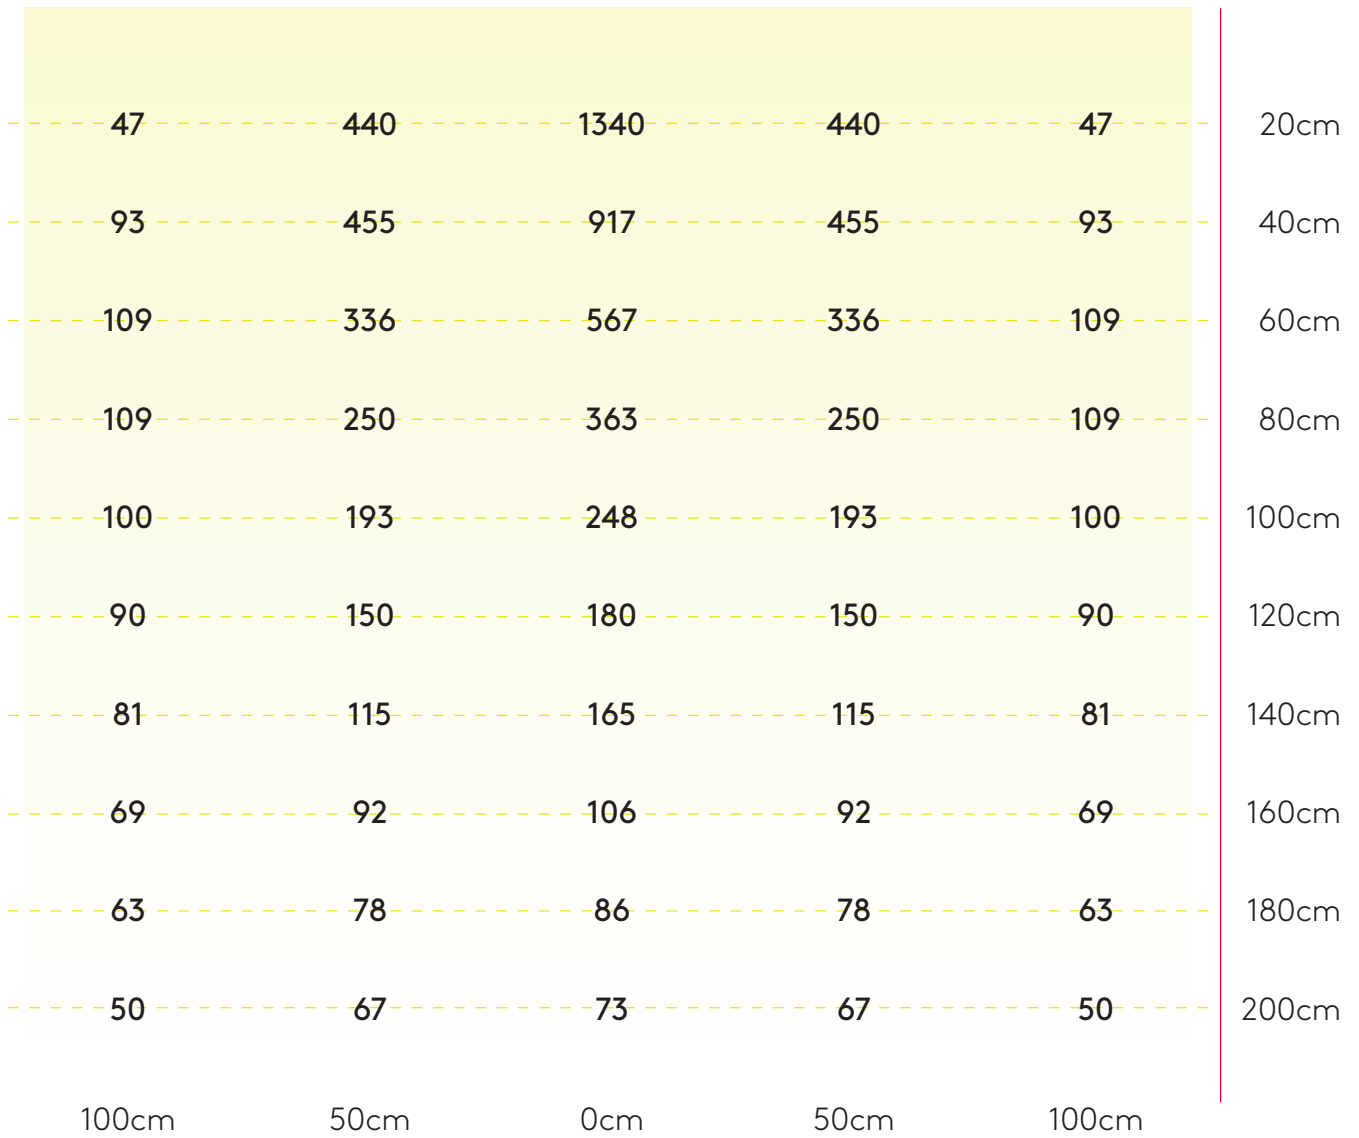 47 440 1340 440 47 20cm
93 455 917 455 93 40cm
109 336 567 336 109 60cm
109 250 363 250 109 80cm
100 193 248 193 100 100cm
90 150 180 150 90 120cm
81 115 165 115 81 140cm
69 92 106 92 69 160cm
63 78 86 78 63 180cm
50 67 73 67 50 200cm
100cm 50cm 0cm 50cm 100cm